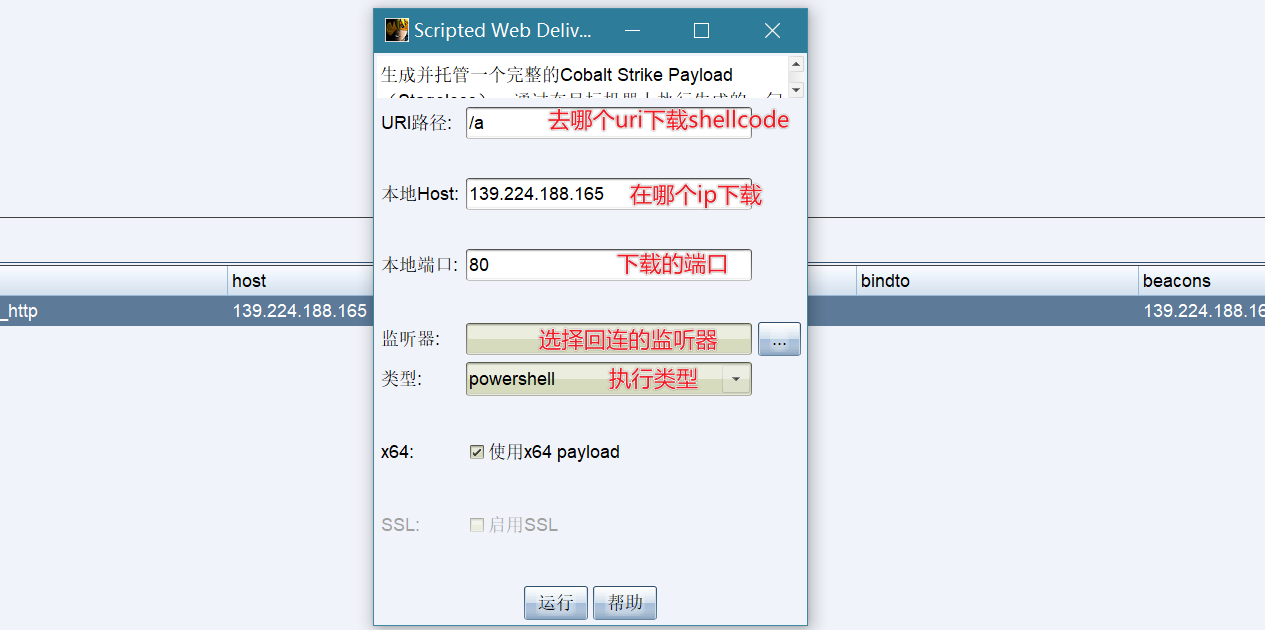 Scripted Web Deliv...
生成并托管一个完整的Cobalt Strike Payload
URI路径: /a 去哪个uri下载shellcode
本地Host: 139.224.188.165 在哪个ip下载
本地端口: 80 下载的端口
host bindto beacons
_http 139.224.188.165 139.224.188.16
监听器: 选择回连的监听器 ...
类型: powershell 执行类型
x64: 使用x64 payload
SSL: 启用SSL
运行 帮助